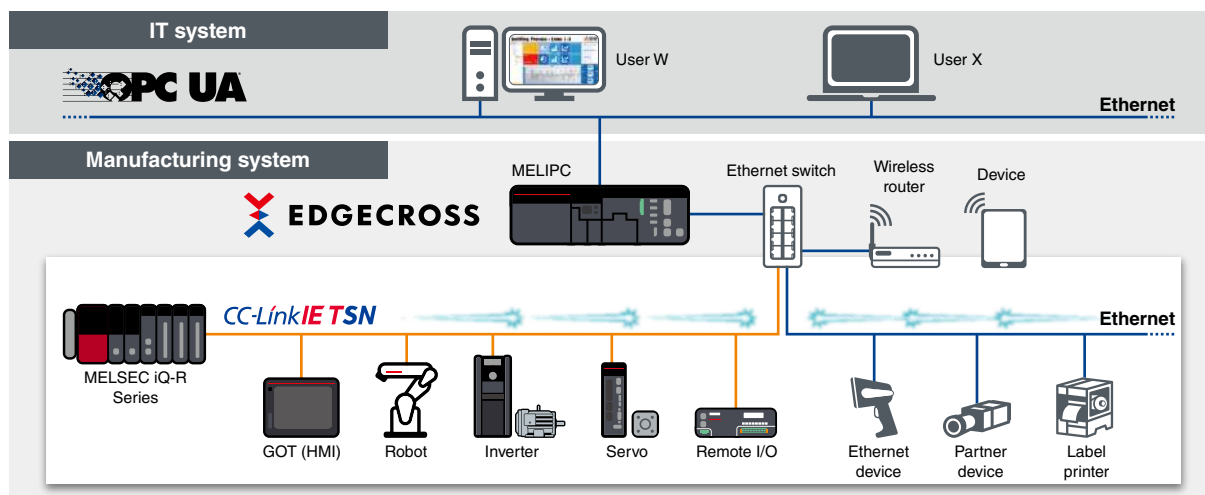 IT system
OPC UA
User W
User X
Ethernet
Manufacturing system
EDGECROSS
MELIPC
Ethernet switch
Wireless
router
Device
CC-Link IE TSN
Ethernet
MELSEC iQ-R
Series
GOT (HMI)
Robot
Inverter
Servo
Remote I/O
Ethernet
device
Partner
device
Label
printer